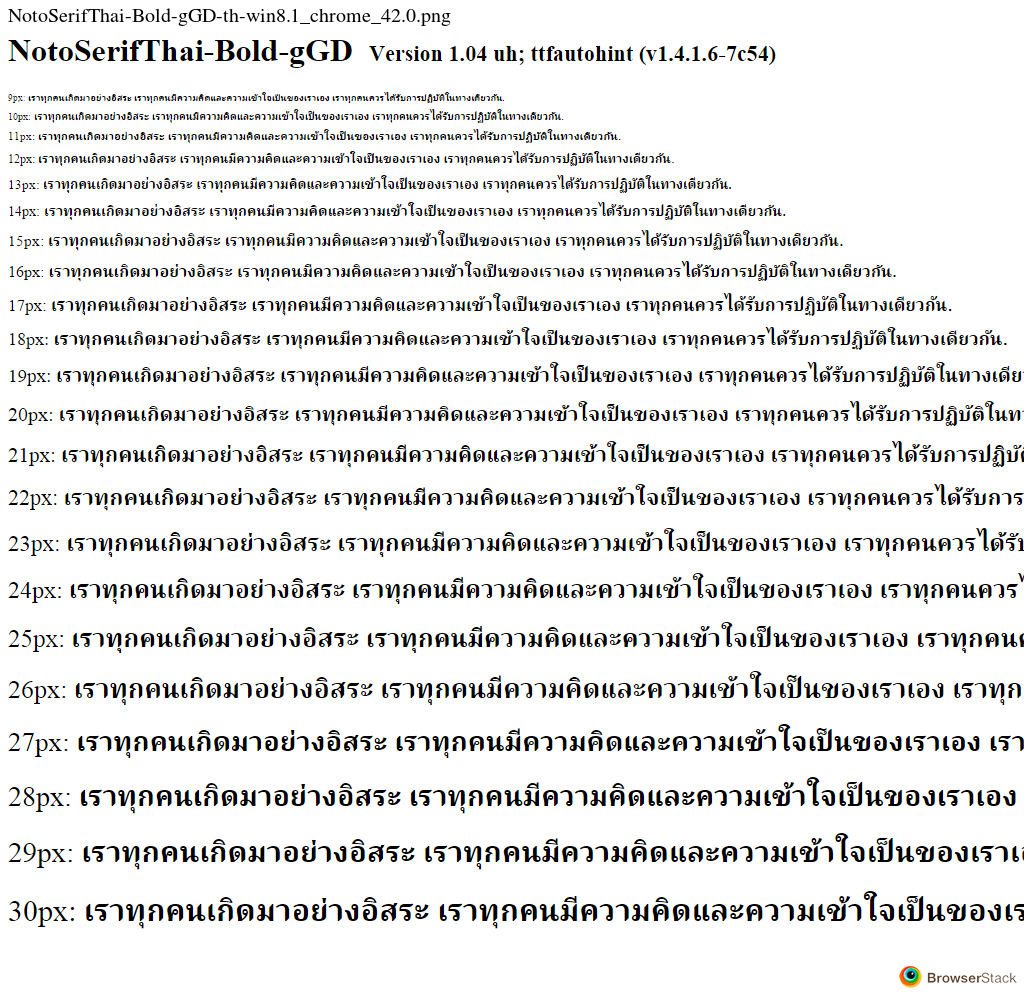 NotoSerifThai-Bold-gGD-th-win8.1_chrome_42.0.png
NotoSerifThai-Bold-gGD Version 1.04 uh; ttfautohint (v1.4.1.6-7c54)
9px: เราทุกคนเกิดมาอย่างอิสระ เราทุกคนมีความคิดและความเข้าใจเป็นของเราเอง เราทุกคนควรได้รับการปฏิบัติในทางเดียวกัน.
10px: เราทุกคนเกิดมาอย่างอิสระ เราทุกคนมีความคิดและความเข้าใจเป็นของเราเอง เราทุกคนควรได้รับการปฏิบัติในทางเดียวกัน.
11px: เราทุกคนเกิดมาอย่างอิสระ เราทุกคนมีความคิดและความเข้าใจเป็นของเราเอง เราทุกคนควรได้รับการปฏิบัติในทางเดียวกัน.
12px: เราทุกคนเกิดมาอย่างอิสระ เราทุกคนมีความคิดและความเข้าใจเป็นของเราเอง เราทุกคนควรได้รับการปฏิบัติในทางเดียวกัน.
13px: เราทุกคนเกิดมาอย่างอิสระ เราทุกคนมีความคิดและความเข้าใจเป็นของเราเอง เราทุกคนควรได้รับการปฏิบัติในทางเดียวกัน.
14px: เราทุกคนเกิดมาอย่างอิสระ เราทุกคนมีความคิดและความเข้าใจเป็นของเราเอง เราทุกคนควรได้รับการปฏิบัติในทางเดียวกัน.
15px: เราทุกคนเกิดมาอย่างอิสระ เราทุกคนมีความคิดและความเข้าใจเป็นของเราเอง เราทุกคนควรได้รับการปฏิบัติในทางเดียวกัน.
16px: เราทุกคนเกิดมาอย่างอิสระ เราทุกคนมีความคิดและความเข้าใจเป็นของเราเอง เราทุกคนควรได้รับการปฏิบัติในทางเดียวกัน.
17px: เราทุกคนเกิดมาอย่างอิสระ เราทุกคนมีความคิดและความเข้าใจเป็นของเราเอง เราทุกคนควรได้รับการปฏิบัติในทางเดียวกัน.
18px: เราทุกคนเกิดมาอย่างอิสระ เราทุกคนมีความคิดและความเข้าใจเป็นของเราเอง เราทุกคนควรได้รับการปฏิบัติในทางเดียวกัน.
19px: เราทุกคนเกิดมาอย่างอิสระ เราทุกคนมีความคิดและความเข้าใจเป็นของเราเอง เราทุกคนควรได้รับการปฏิบัติในทางเดีย
20px: เราทุกคนเกิดมาอย่างอิสระ เราทุกคนมีความคิดและความเข้าใจเป็นของเราเอง เราทุกคนควรได้รับการปฏิบัติในท
21px: เราทุกคนเกิดมาอย่างอิสระ เราทุกคนมีความคิดและความเข้าใจเป็นของเราเอง เราทุกคนควรได้รับการปฏิบั
22px: เราทุกคนเกิดมาอย่างอิสระ เราทุกคนมีความคิดและความเข้าใจเป็นของเราเอง เราทุกคนควรได้รับการ
23px: เราทุกคนเกิดมาอย่างอิสระ เราทุกคนมีความคิดและความเข้าใจเป็นของเราเอง เราทุกคนควรได้รั
24px: เราทุกคนเกิดมาอย่างอิสระ เราทุกคนมีความคิดและความเข้าใจเป็นของเราเอง เราทุกคนควร
25px: เราทุกคนเกิดมาอย่างอิสระ เราทุกคนมีความคิดและความเข้าใจเป็นของเราเอง เราทุกคน
26px: เราทุกคนเกิดมาอย่างอิสระ เราทุกคนมีความคิดและความเข้าใจเป็นของเราเอง เราทุก
27px: เราทุกคนเกิดมาอย่างอิสระ เราทุกคนมีความคิดและความเข้าใจเป็นของเราเอง เรา
28px: เราทุกคนเกิดมาอย่างอิสระ เราทุกคนมีความคิดและความเข้าใจเป็นของเราเอง
29px: เราทุกคนเกิดมาอย่างอิสระ เราทุกคนมีความคิดและความเข้าใจเป็นของเรา
30px: เราทุกคนเกิดมาอย่างอิสระ เราทุกคนมีความคิดและความเข้าใจเป็นของเร
BrowserStack